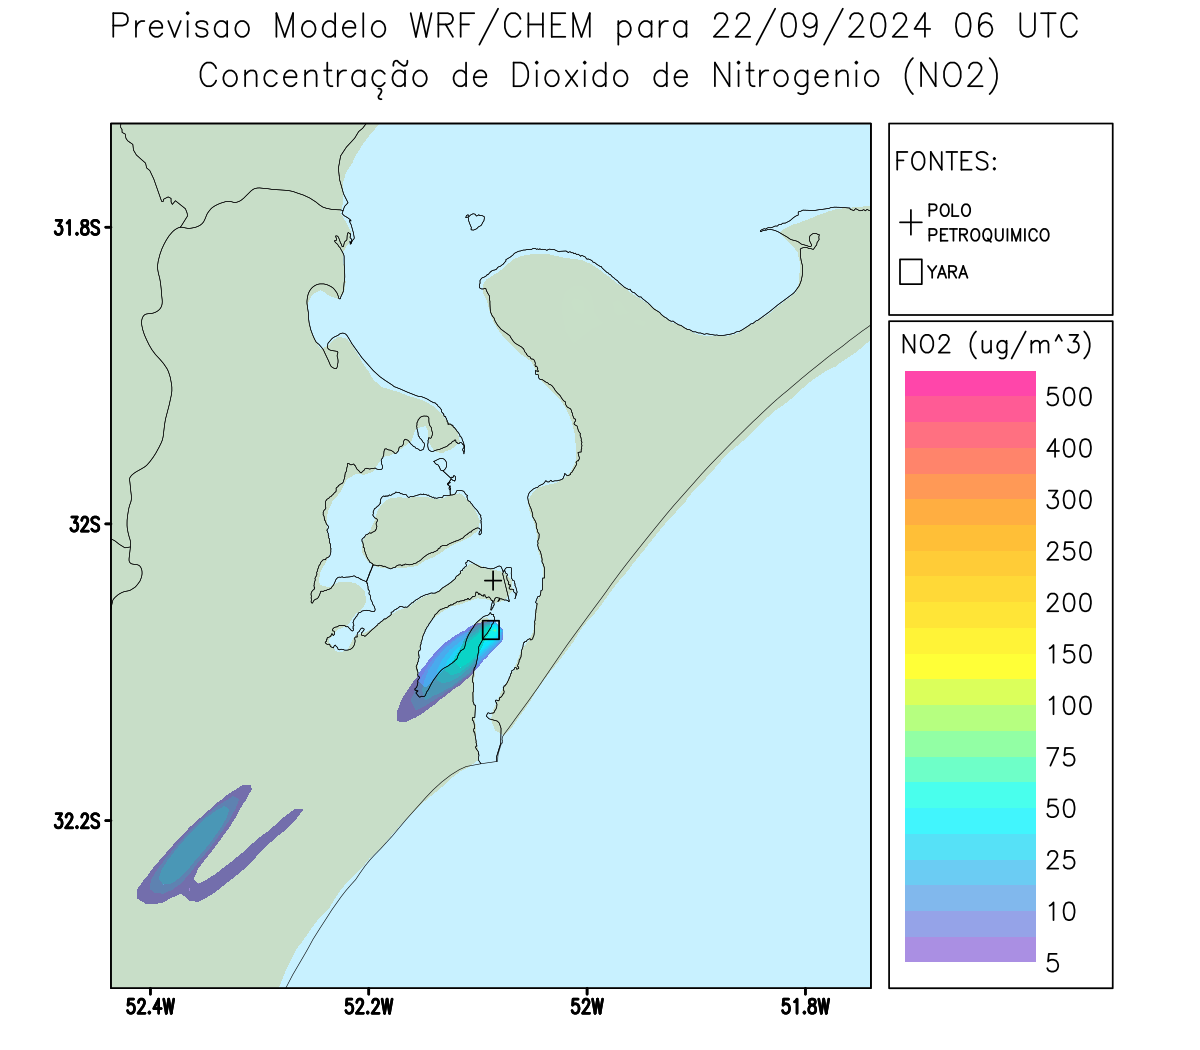 Previsao Modelo WRF/CHEM para 22/09/2024 06 UTC
Concentração de Dioxido de Nitrogenio (NO2)
FONTES:
POLO
PETROQUIMICO
YARA
31.8S
32S
32.2S
52.4W
52.2W
52W
51.8W
NO2 (ug/m^3)
500
400
300
250
200
150
100
75
50
25
10
5